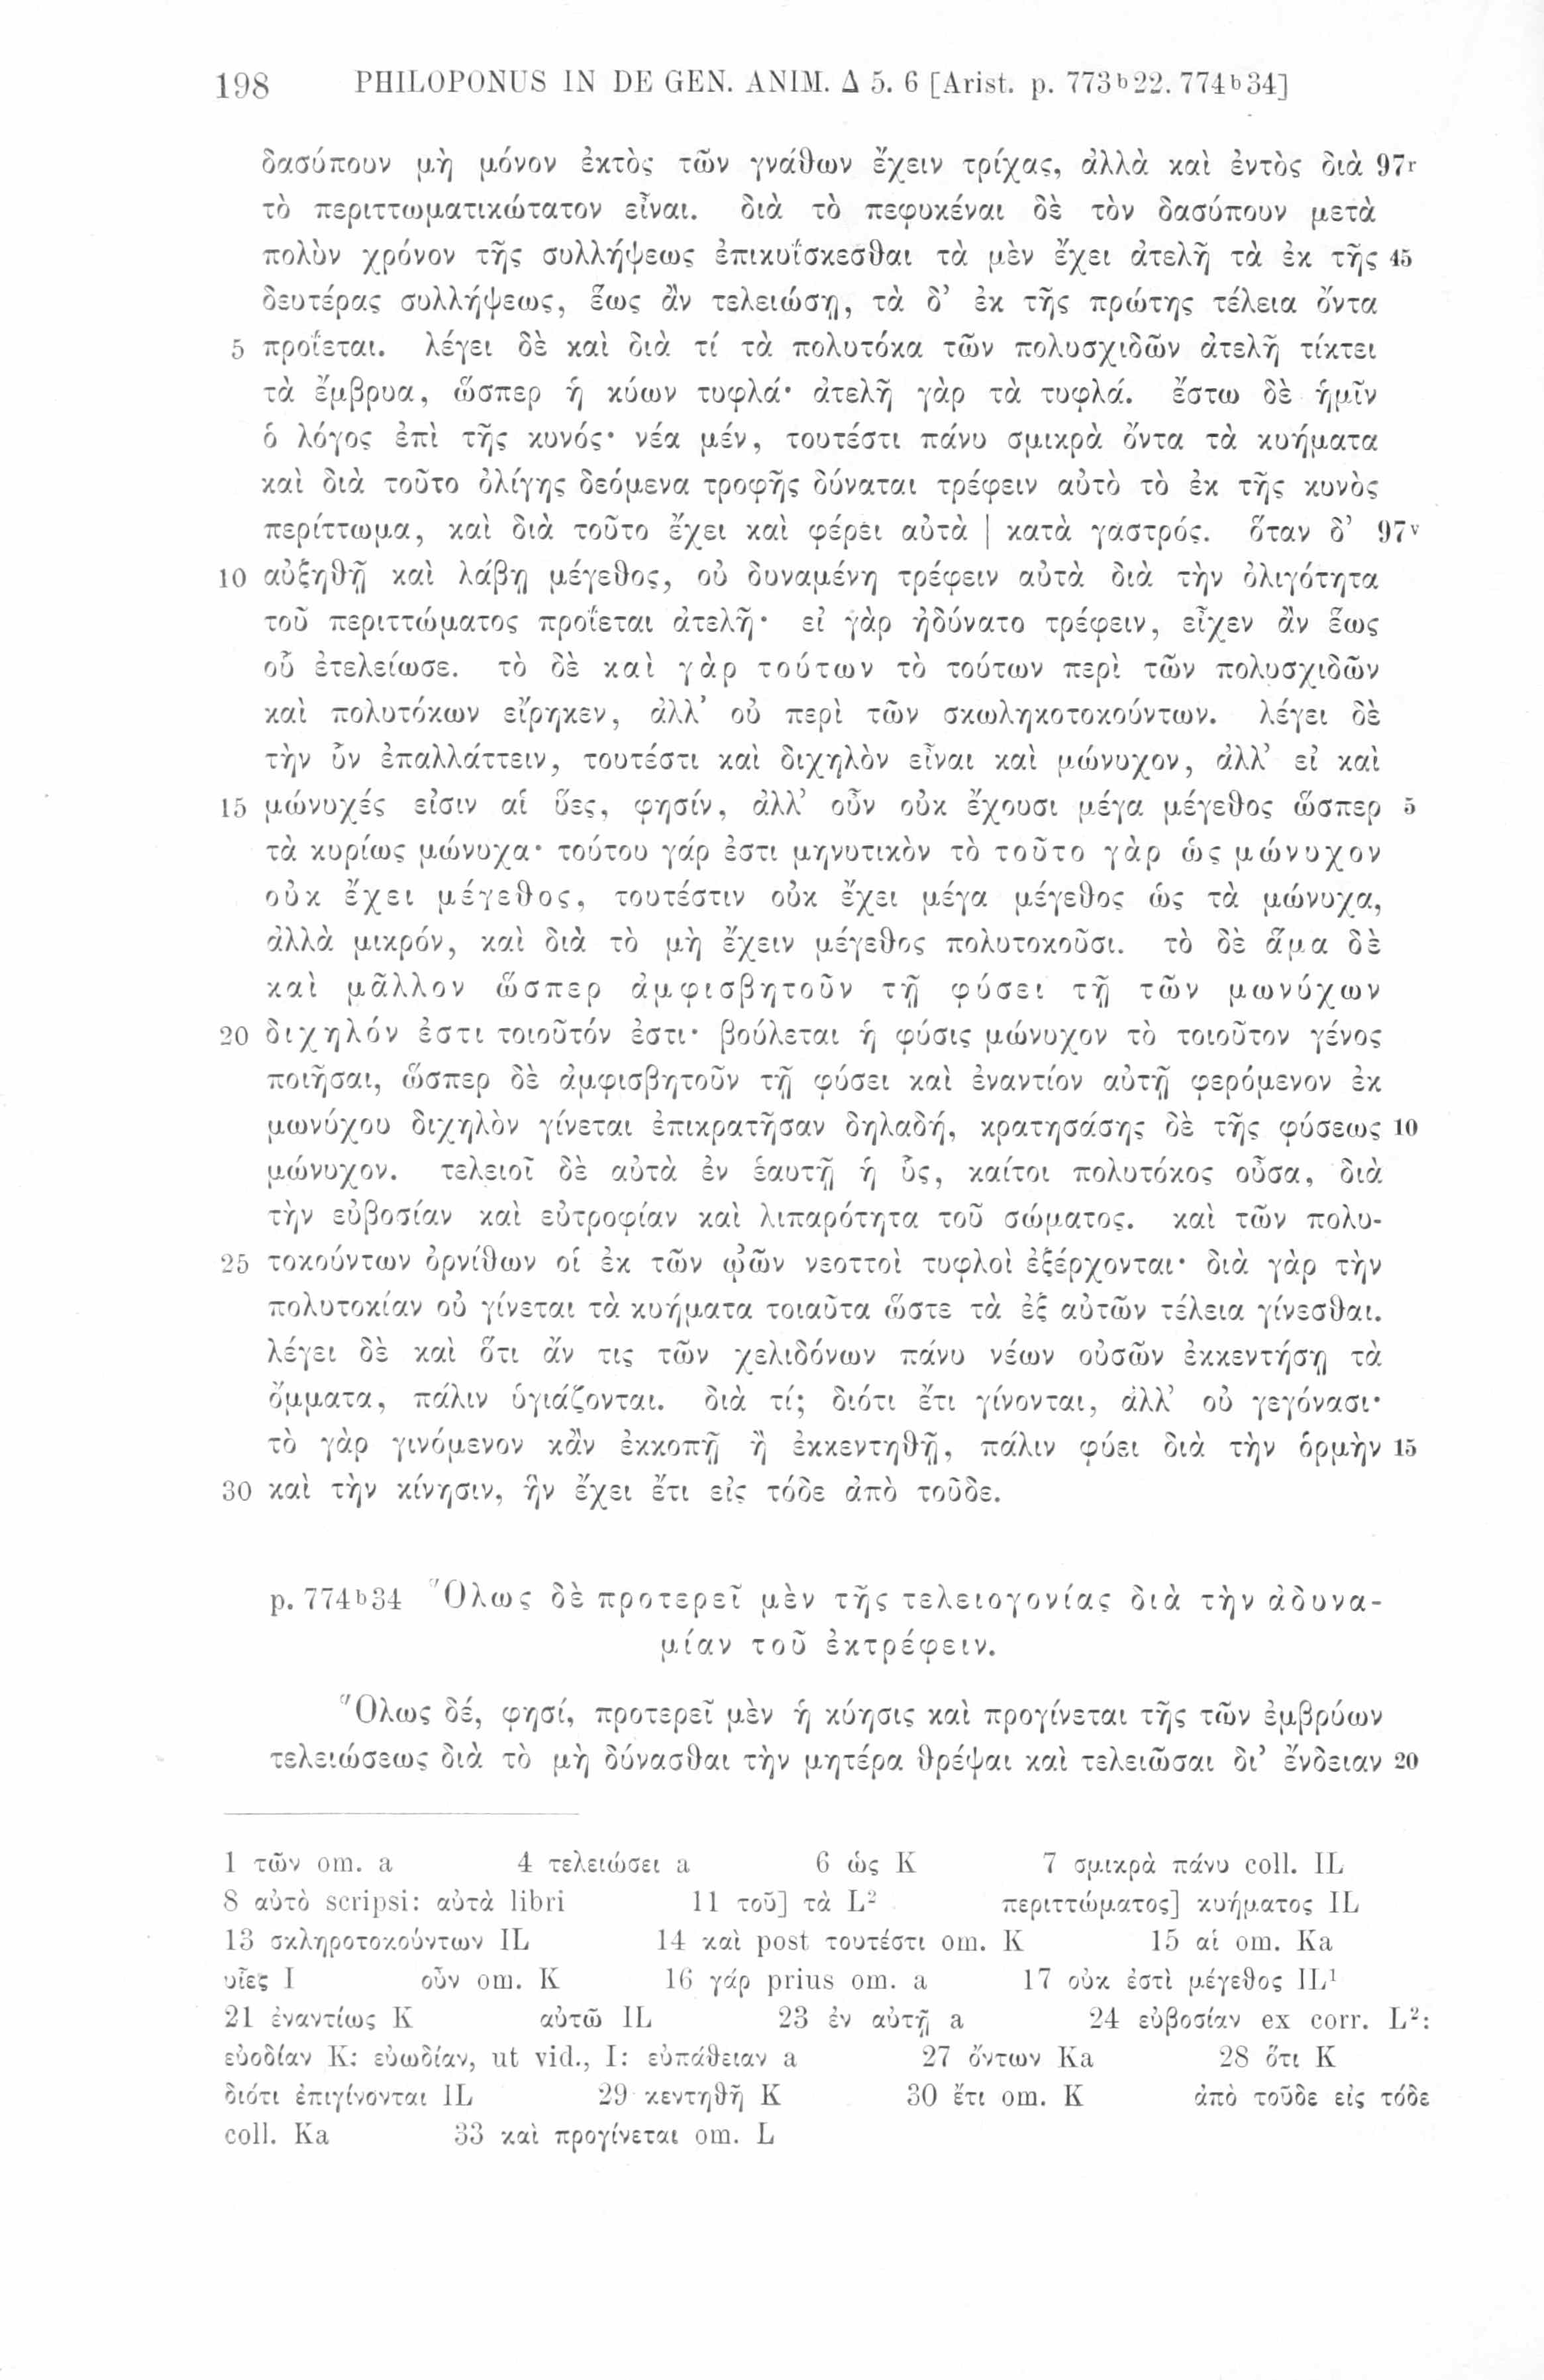 198 PHILOPONUS IN DE GEN. ANIM. Δ 5. 6 [Arist. p. 773ᵇ22. 774ᵇ34]
δασύπουν μὴ μόνον ἐκτὸς τῶν γνάθων ἔχειν τρίχας, ἀλλὰ καὶ ἐντὸς διὰ 97r
τὸ περιττωματικώτατον εἶναι. διὰ τὸ πεφυκέναι δὲ τὸν δασύπουν μετὰ
πολὺν χρόνον τῆς συλλήψεως ἐπικυΐσκεσθαι τὰ μὲν ἔχει ἀτελῆ τὰ ἐκ τῆς 45
δευτέρας συλλήψεως, ἕως ἂν τελειώσῃ, τὰ δ’ ἐκ τῆς πρώτης τέλεια ὄντα
5 προΐεται. λέγει δὲ καὶ διὰ τί τὰ πολυτόκα τῶν πολυσχιδῶν ἀτελῆ τίκτει
τὰ ἔμβρυα, ὥσπερ ἡ κύων τυφλά· ἀτελῆ γὰρ τὰ τυφλά. ἔστω δὲ ἡμῖν
ὁ λόγος ἐπὶ τῆς κυνός· νέα μέν, τουτέστι πάνυ σμικρὰ ὄντα τὰ κυήματα
καὶ διὰ τοῦτο ὀλίγης δεόμενα τροφῆς δύναται τρέφειν αὐτὸ τὸ ἐκ τῆς κυνὸς
περίττωμα, καὶ διὰ τοῦτο ἔχει καὶ φέρει αὐτὰ | κατὰ γαστρός. ὅταν δ’ 97v
10 αὐξηθῇ καὶ λάβῃ μέγεθος, οὐ δυναμένη τρέφειν αὐτὰ διὰ τὴν ὀλιγότητα
τοῦ περιττώματος προΐεται ἀτελῆ· εἰ γὰρ ἠδύνατο τρέφειν, εἶχεν ἂν ἕως
οὗ ἐτελείωσε. τὸ δὲ καὶ γὰρ τούτων τὸ τούτων περὶ τῶν πολυσχιδῶν
καὶ πολυτόκων εἴρηκεν, ἀλλ’ οὐ περὶ τῶν σκωληκοτοκούντων. λέγει δὲ
τὴν ὗν ἐπαλλάττειν, τουτέστι καὶ διχηλὸν εἶναι καὶ μώνυχον, ἀλλ’ εἰ καὶ
15 μώνυχές εἰσιν αἱ ὕες, φησίν, ἀλλ’ οὖν οὐκ ἔχουσι μέγα μέγεθος ὥσπερ 5
τὰ κυρίως μώνυχα· τούτου γάρ ἐστι μηνυτικὸν τὸ τοῦτο γὰρ ὡς μώνυχον
οὐκ ἔχει μέγεθος, τουτέστιν οὐκ ἔχει μέγα μέγεθος ὡς τὰ μώνυχα,
ἀλλὰ μικρόν, καὶ διὰ τὸ μὴ ἔχειν μέγεθος πολυτοκοῦσι. τὸ δὲ ἅμα δὲ
καὶ μᾶλλον ὥσπερ ἀμφισβητοῦν τῇ φύσει τῇ τῶν μωνύχων
20 διχηλόν ἐστι τοιοῦτόν ἐστι· βούλεται ἡ φύσις μώνυχον τὸ τοιοῦτον γένος
ποιῆσαι, ὥσπερ δὲ ἀμφισβητοῦν τῇ φύσει καὶ ἐναντίον αὐτῇ φερόμενον ἐκ
μωνύχου διχηλὸν γίνεται ἐπικρατῆσαν δηλαδή, κρατησάσης δὲ τῆς φύσεως 10
μώνυχον. τελειοῖ δὲ αὐτὰ ἐν ἑαυτῇ ἡ ὗς, καίτοι πολυτόκος οὖσα, διὰ
τὴν εὐβοσίαν καὶ εὐτροφίαν καὶ λιπαρότητα τοῦ σώματος. καὶ τῶν πολυ-
25 τοκούντων ὀρνίθων οἱ ἐκ τῶν ᾠῶν νεοττοὶ τυφλοὶ ἐξέρχονται· διὰ γὰρ τὴν
πολυτοκίαν οὐ γίνεται τὰ κυήματα τοιαῦτα ὥστε τὰ ἐξ αὐτῶν τέλεια γίνεσθαι.
λέγει δὲ καὶ ὅτι ἄν τις τῶν χελιδόνων πάνυ νέων οὐσῶν ἐκκεντήσῃ τὰ
ὄμματα, πάλιν ὑγιάζονται. διὰ τί; διότι ἔτι γίνονται, ἀλλ’ οὐ γεγόνασι·
τὸ γὰρ γινόμενον κἂν ἐκκοπῇ ἢ ἐκκεντηθῇ, πάλιν φύει διὰ τὴν ὁρμὴν 15
30 καὶ τὴν κίνησιν, ἣν ἔχει ἔτι εἰς τόδε ἀπὸ τοῦδε.
p. 774ᵇ34 Ὅλως δὲ προτερεῖ μὲν τῆς τελειογονίας διὰ τὴν ἀδυνα-
μίαν τοῦ ἐκτρέφειν.
Ὅλως δέ, φησί, προτερεῖ μὲν ἡ κύησις καὶ προγίνεται τῆς τῶν ἐμβρύων
τελειώσεως διὰ τὸ μὴ δύνασθαι τὴν μητέρα θρέψαι καὶ τελειῶσαι δι’ ἔνδειαν 20
1 τῶν om. a 4 τελειώσει a 6 ὡς K 7 σμικρὰ πάνυ coll. IL
8 αὐτὸ scripsi: αὐτὰ libri 11 τοῦ] τὰ L² περιττώματος] κυήματος IL
13 σκληροτοκούντων IL 14 καὶ post τουτέστι om. K 15 αἱ om. Ka
υἷες I οὖν om. K 16 γάρ prius om. a 17 οὐκ ἐστὶ μέγεθος IL¹
21 ἐναντίως K αὐτῶ IL 23 ἐν αὐτῇ a 24 εὐβοσίαν ex corr. L²:
εὐοδίαν K: εὐωδίαν, ut vid., I: εὐπάθειαν a 27 ὄντων Ka 28 ὅτι K
διότι ἐπιγίνονται IL 29 κεντηθῇ K 30 ἔτι om. K ἀπὸ τοῦδε εἰς τόδε
coll. Ka 33 καὶ προγίνεται om. L